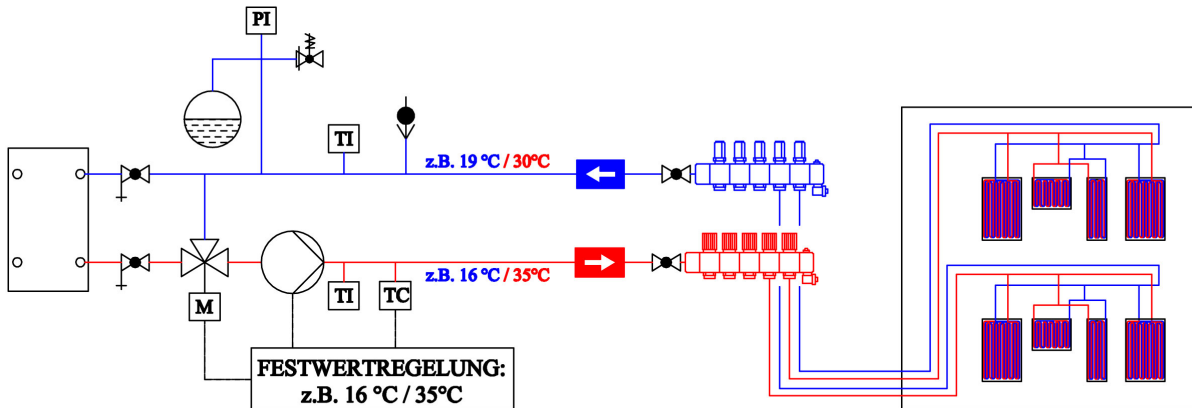 PI
TI
z.B. 19 °C / 30°C
z.B. 16 °C / 35°C
M
TI
TC
FESTWERTREGELUNG:
z.B. 16 °C / 35°C